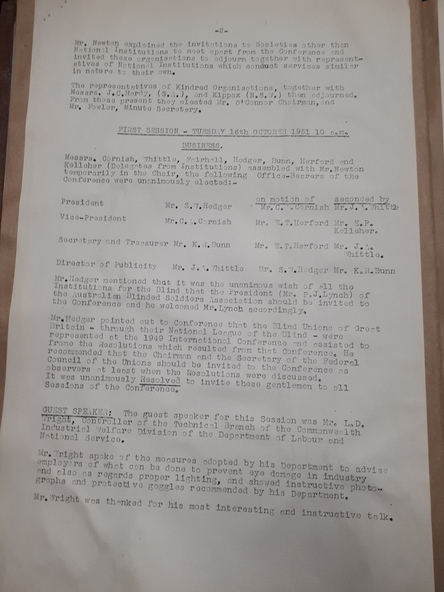 -2-
Mr. Newton explained the invitations to Societies other than
National Institutions to meet apart from the Conference and
invited these organisations to adjourn together with represent-
atives of National Institutions which conduct services similar
in nature to their own.
The representatives of Kindred Organisations, together with
Messrs. J.C.Hardy, (S.A.), and Kippax (N.S.W.) then adjourned.
From those present they elected Mr. O'Connor Chairman, and
Mr. Fowler, Minute Secretary.
FIRST SESSION - TUESDAY 16th OCTOBER 1951 10 a.m.
BUSINESS.
Messrs. Cornish, Whittle, Fairhall, Hedger, Bunn, Herford and
Kelleher (Delegates from Institutions) assembled with Mr.Newton
temporarily in the Chair, the following Office-Bearers of the
Conference were unanimously elected:-
on motion of seconded by
President Mr. S.W.Hedger Mr.C.A.Cornish Mr.J.A.Whittle
Vice-President Mr.C.A.Cornish Mr. E.T.Herford Mr. E.P.
Kelleher.
Secretary and Treasurer Mr. K.M.Bunn Mr. E.T.Herford Mr. J.A.
Whittle.
Director of Publicity Mr. J.A.Whittle Mr. S.W.Hedger Mr. K.M.Bunn
Mr.Hedger mentioned that it was the unanimous wish of all the
Institutions for the Blind that the President (Mr. P.J.Lynch) of
the Australian Blinded Soldiers Association should be invited to
the Conference and he welcomed Mr.Lynch accordingly.
Mr.Hedger pointed out to Conference that the Blind Unions of Great
Britain - through their National League of the Blind - were
represented at the 1949 International Conference and assisted to
frame the Resolutions which resulted from that Conference. He
recommended that the Chairman and the Secretary of the Federal
Council of the Unions should be invited to the Conference as
observers at least when the Resolutions were discussed.
It was unanimously Resolved to invite these gentlemen to all
Sessions of the Conference.
GUEST SPEAKER: The guest speaker for this Session was Mr. L.D.
Wright, Controller of the Technical Branch of the Commonwealth
Industrial Welfare Division of the Department of Labour and
National Service.
Mr. Wright spoke of the measures adopted by his Department to advise
employers of what can be done to prevent eye damage in industry
and also as regards proper lighting, and showed instructive photo-
graphs and protective goggles recommended by his Department.
Mr. Wright was thanked for his most interesting and instructive talk.